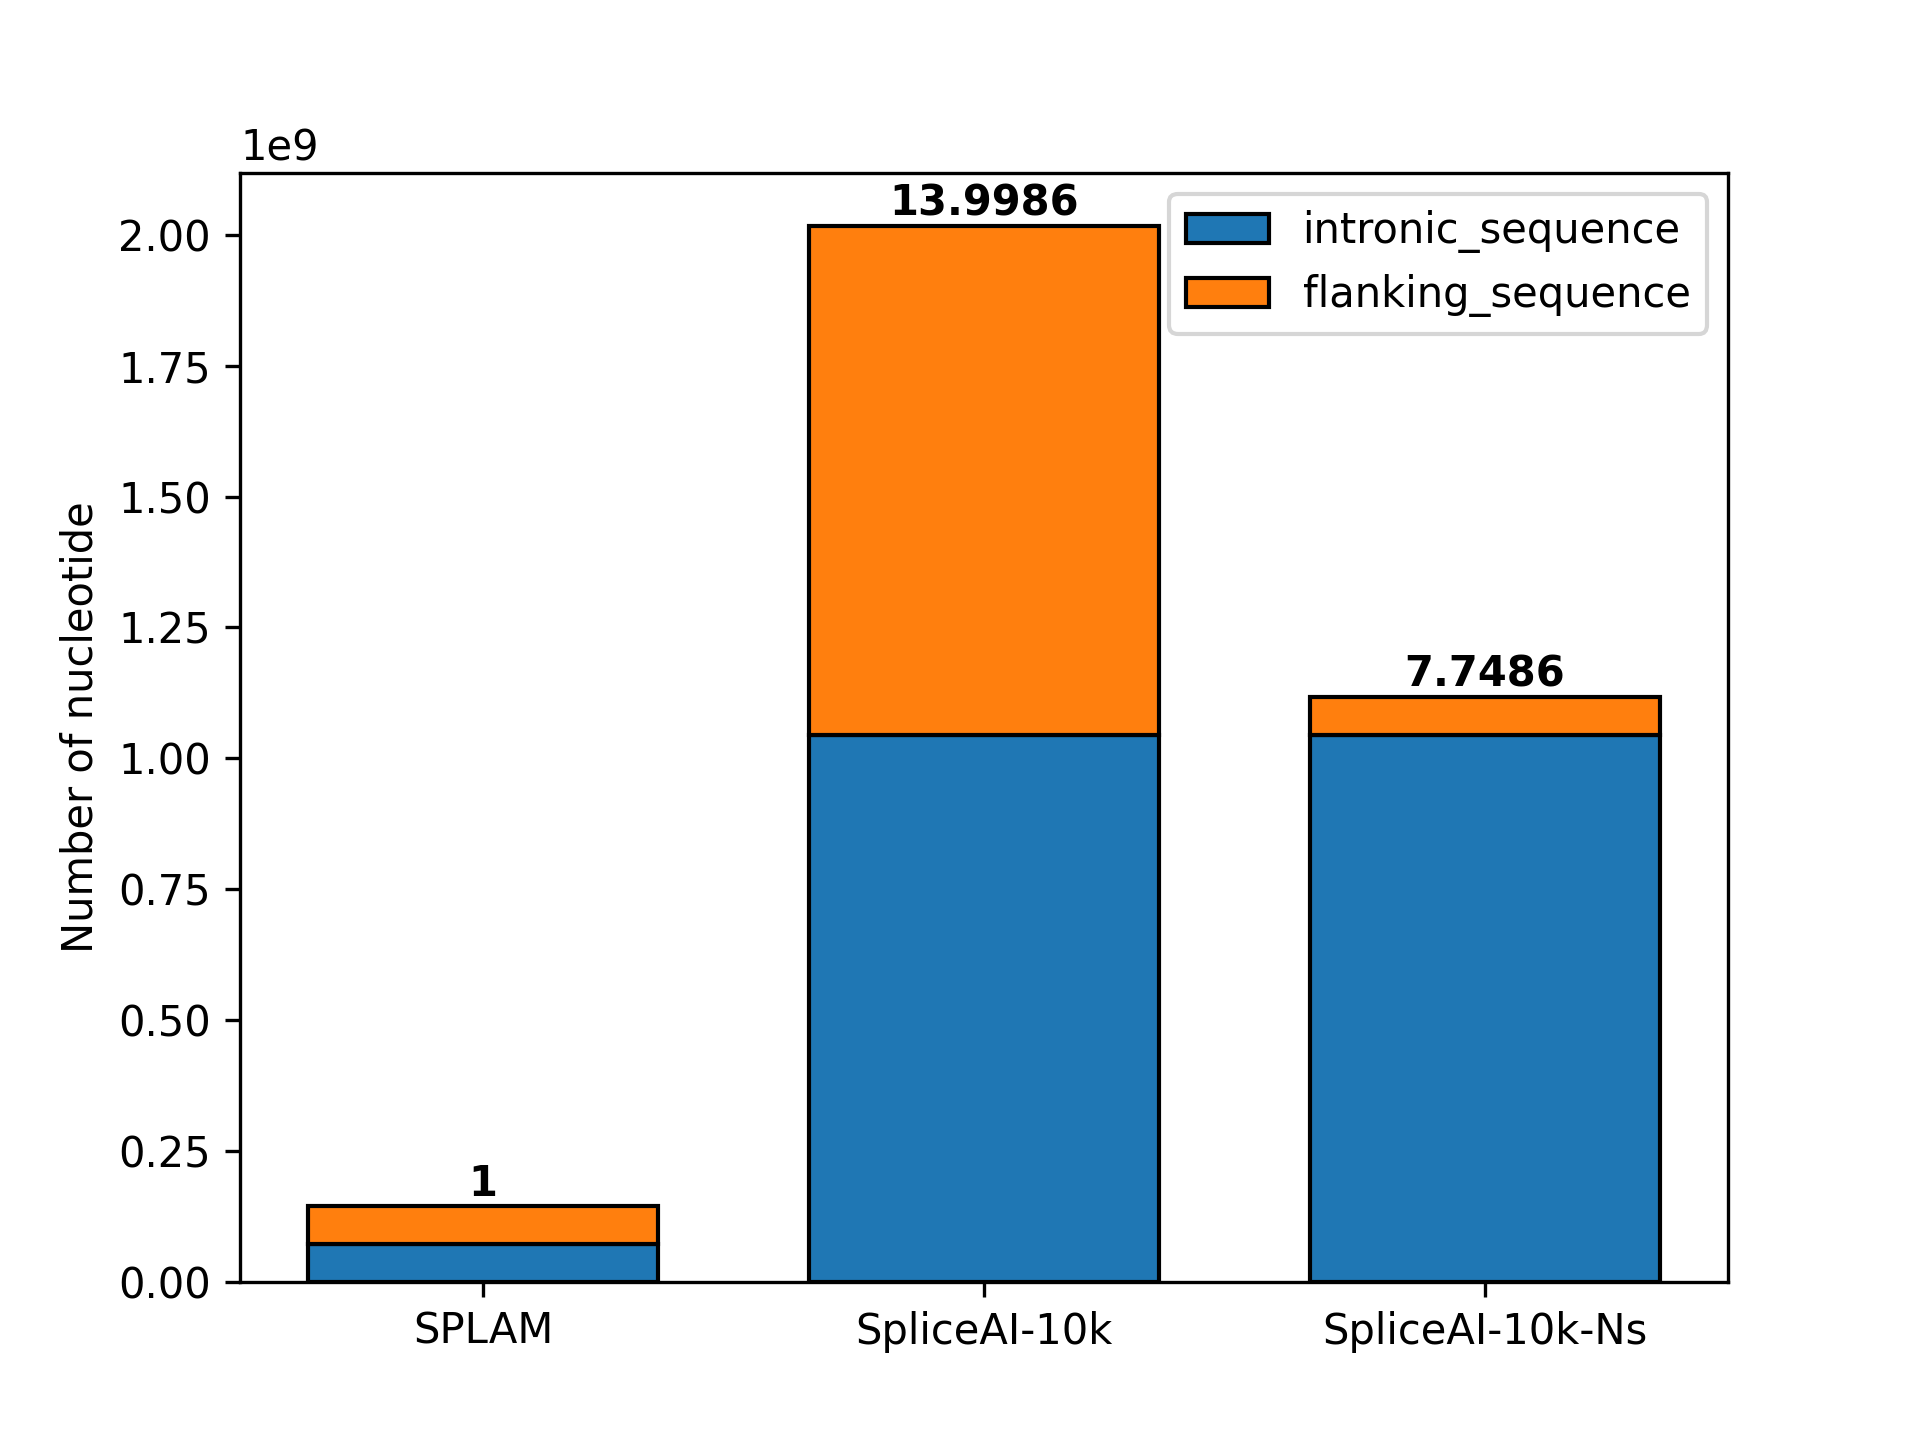 1e9
2.00
1.75
1.50
1.25
1.00
0.75
0.50
0.25
0.00
Number of nucleotide
13.9986
7.7486
1
intronic_sequence
flanking_sequence
SPLAM
SpliceAI-10k
SpliceAI-10k-Ns